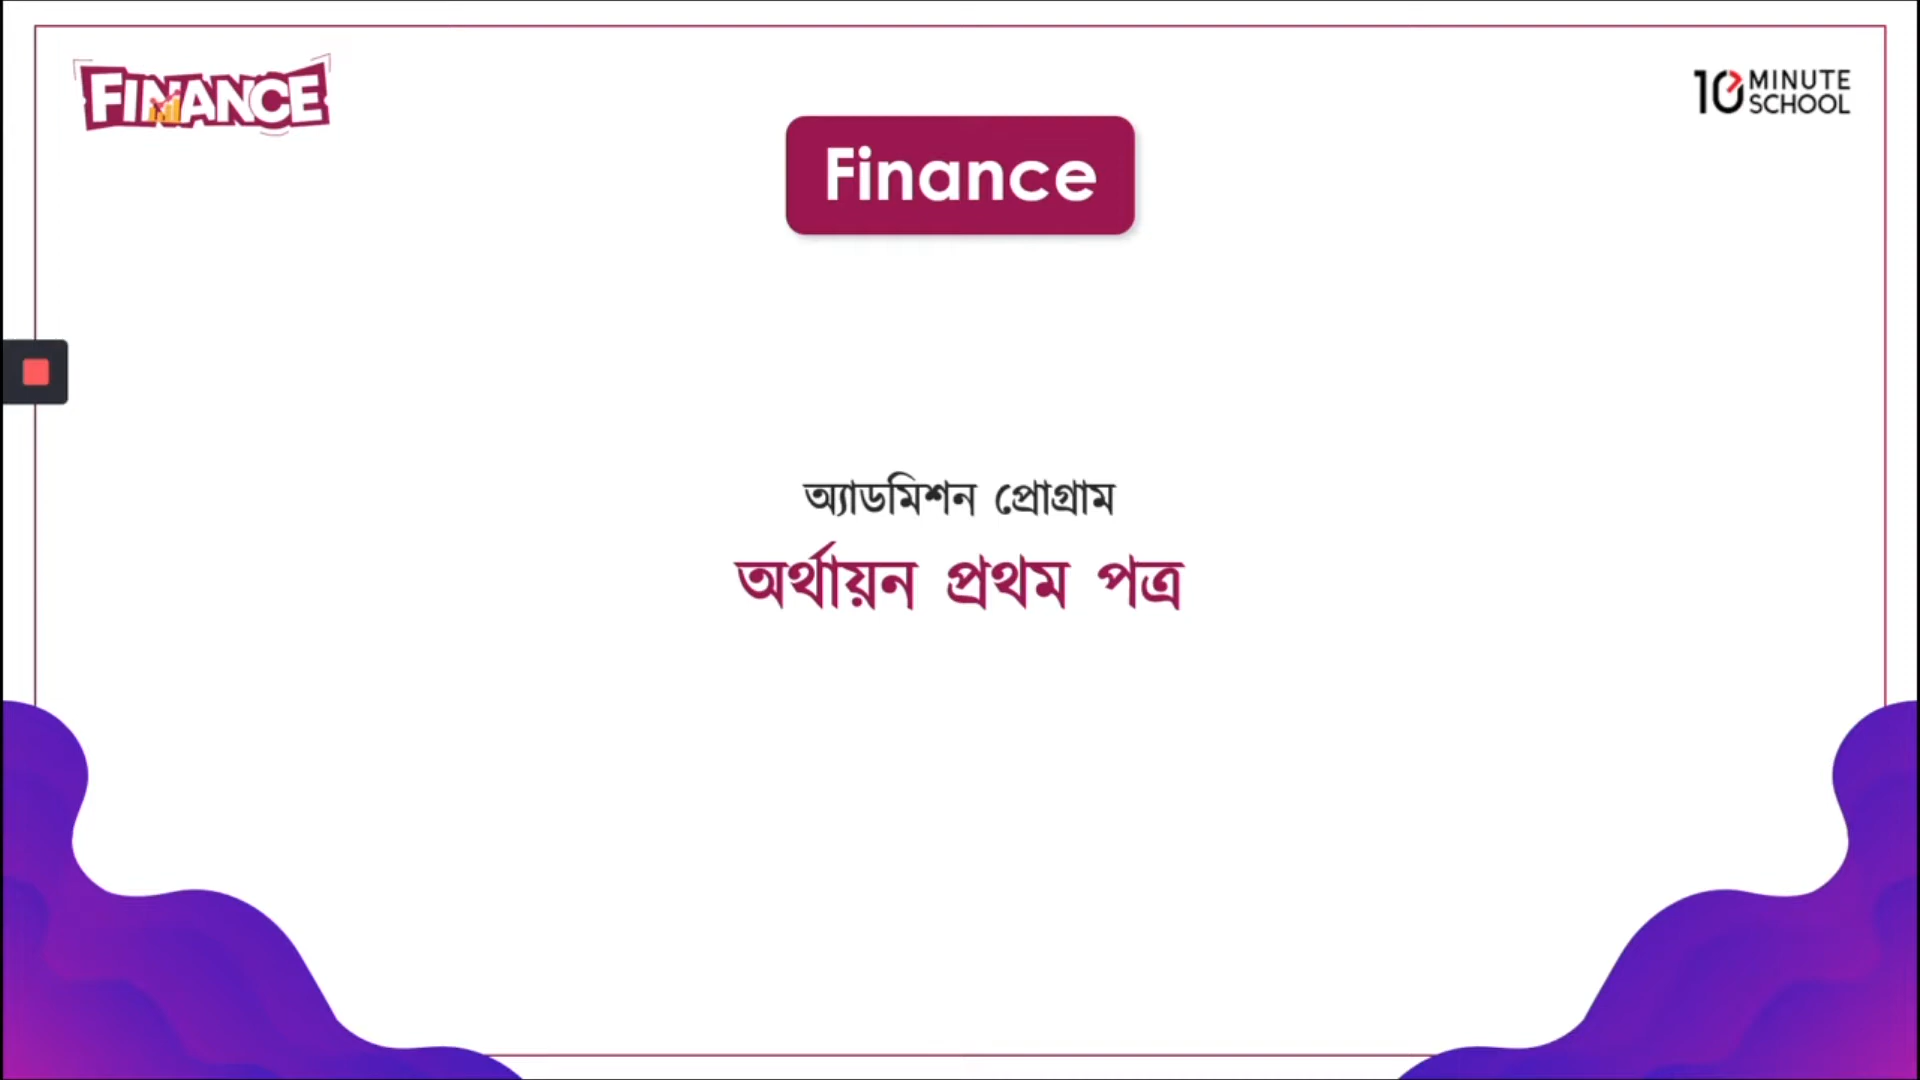 FINANCE
10 MINUTE SCHOOL
Finance
অ্যাডমিশন প্রোগ্রাম
অর্থায়ন প্রথম পত্র